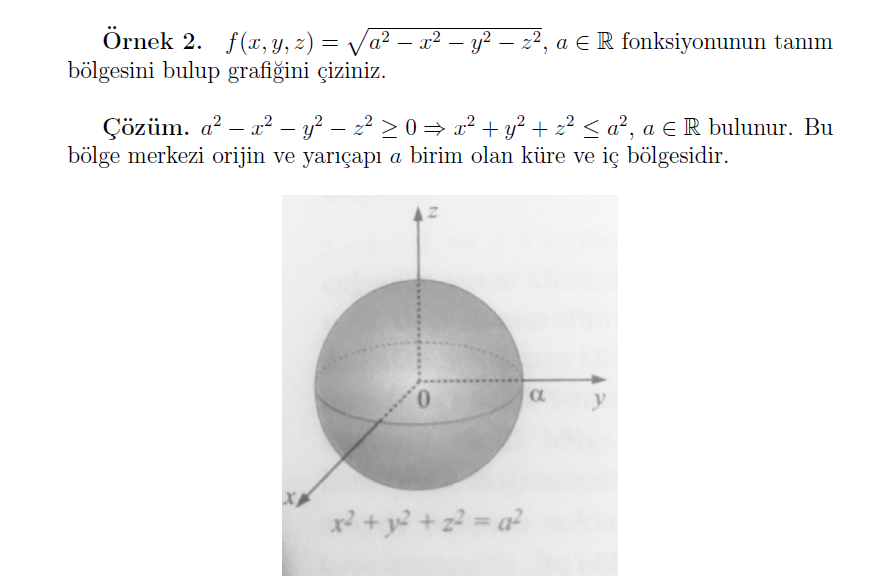 Örnek 2. f(x, y, z) = √(a² − x² − y² − z²), a ∈ ℝ fonksiyonunun tanım
bölgesini bulup grafiğini çiziniz.
Çözüm. a² − x² − y² − z² ≥ 0 ⇒ x² + y² + z² ≤ a², a ∈ ℝ bulunur. Bu
bölge merkezi orijin ve yarıçapı a birim olan küre ve iç bölgesidir.
z
0
a
y
x
x² + y² + z² = a²